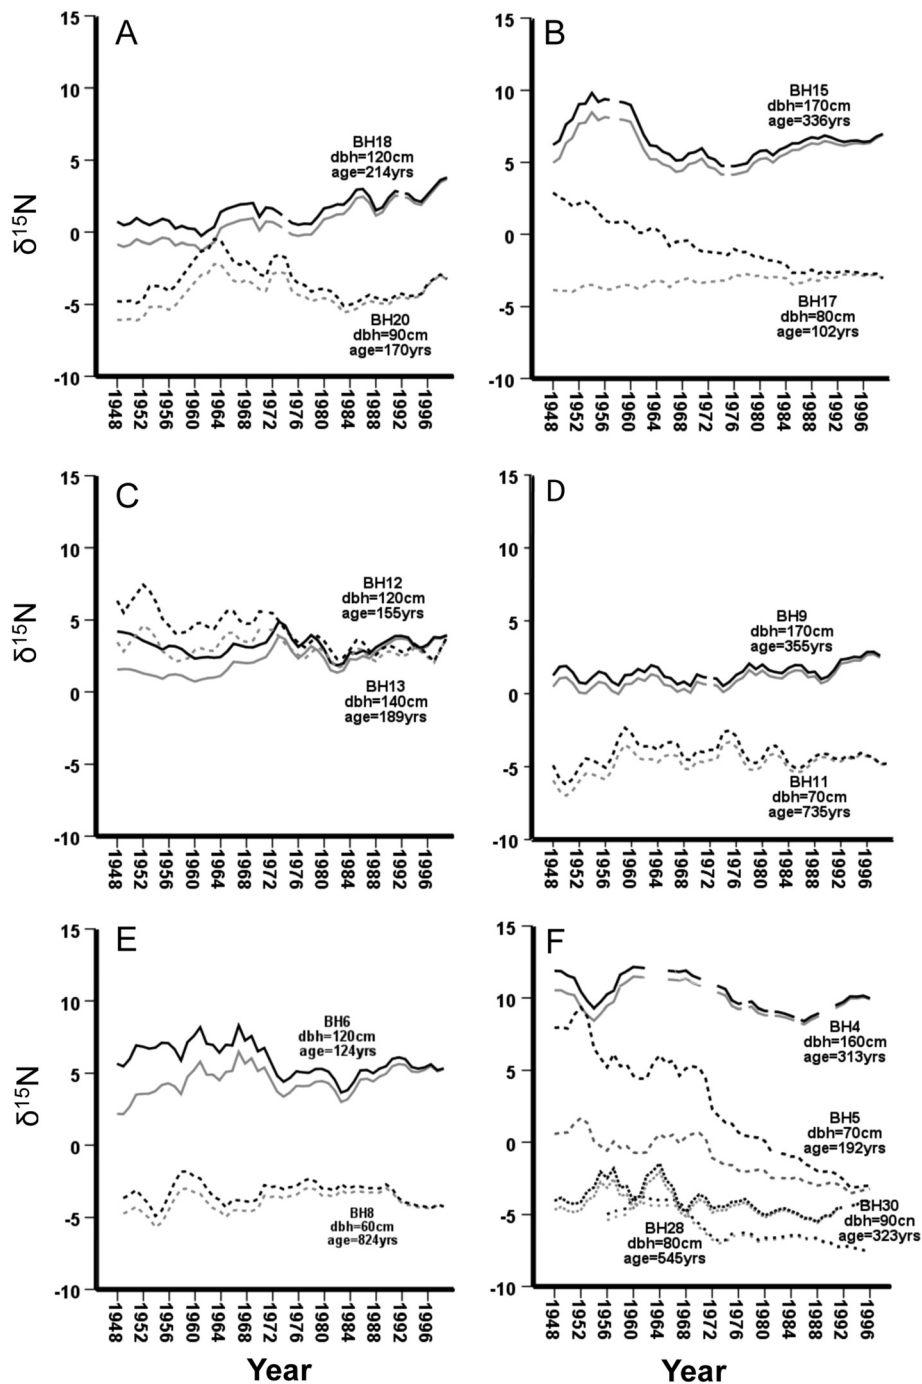 A
15
10
5
0
-5
-10
δ15N
BH18
dbh=120cm
age=214yrs
BH20
dbh=90cm
age=170yrs
1948 1952 1956 1960 1964 1968 1972 1976 1980 1984 1988 1992 1996
B
15
10
5
0
-5
-10
BH15
dbh=170cm
age=336yrs
BH17
dbh=80cm
age=102yrs
1948 1952 1956 1960 1964 1968 1972 1976 1980 1984 1988 1992 1996
C
15
10
5
0
-5
-10
δ15N
BH12
dbh=120cm
age=155yrs
BH13
dbh=140cm
age=189yrs
1948 1952 1956 1960 1964 1968 1972 1976 1980 1984 1988 1992 1996
D
15
10
5
0
-5
-10
BH9
dbh=170cm
age=355yrs
BH11
dbh=70cm
age=735yrs
1948 1952 1956 1960 1964 1968 1972 1976 1980 1984 1988 1992 1996
E
15
10
5
0
-5
-10
δ15N
BH6
dbh=120cm
age=124yrs
BH8
dbh=60cm
age=824yrs
1948 1952 1956 1960 1964 1968 1972 1976 1980 1984 1988 1992 1996
Year
F
15
10
5
0
-5
-10
BH4
dbh=160cm
age=313yrs
BH5
dbh=70cm
age=192yrs
BH30
dbh=90cn
age=323yrs
BH28
dbh=80cm
age=545yrs
1948 1952 1956 1960 1964 1968 1972 1976 1980 1984 1988 1992 1996
Year